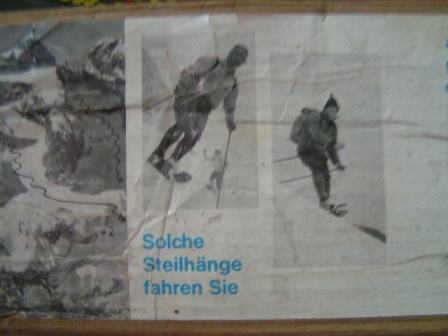 Solche
Steilhänge
fahren Sie